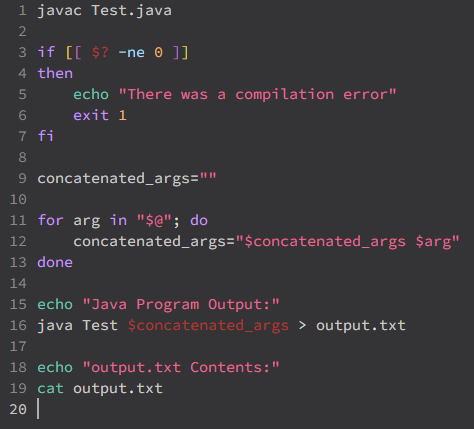 1 javac Test.java
2
3 if [[ $? -ne 0 ]]
4 then
5     echo "There was a compilation error"
6     exit 1
7 fi
8
9 concatenated_args=""
10
11 for arg in "$@"; do
12     concatenated_args="$concatenated_args $arg"
13 done
14
15 echo "Java Program Output:"
16 java Test $concatenated_args > output.txt
17
18 echo "output.txt Contents:"
19 cat output.txt
20